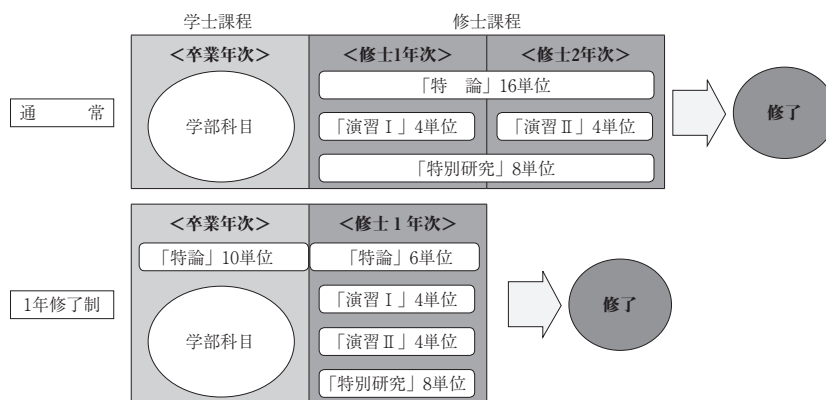 学士課程 修士課程
＜卒業年次＞ ＜修士1年次＞ ＜修士2年次＞
「特　論」16単位
通　　常 学部科目 「演習Ⅰ」4単位 「演習Ⅱ」4単位 修了
「特別研究」8単位
＜卒業年次＞ ＜修士１年次＞
「特論」10単位 「特論」6単位
1年修了制 「演習Ⅰ」4単位 修了
学部科目 「演習Ⅱ」4単位
「特別研究」8単位